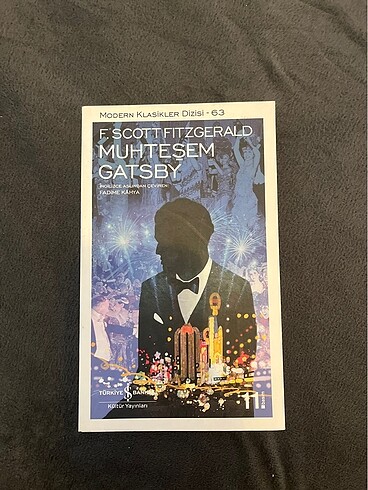 MODERN KLASİKLER DİZİSİ - 63
F. SCOTT FITZGERALD
MUHTEŞEM
GATSBY
İNGİLİZCE ASLINDAN ÇEVİREN:
FADİME KÂHYA
TÜRKİYE İŞ BANKASI
Kültür Yayınları